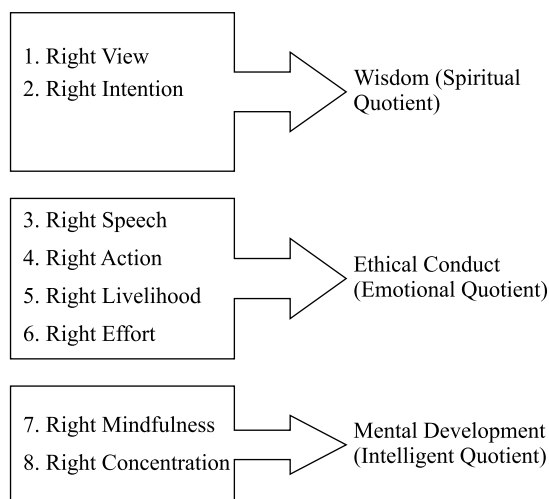 1. Right View
2. Right Intention
Wisdom (Spiritual
Quotient)
3. Right Speech
4. Right Action
5. Right Livelihood
6. Right Effort
Ethical Conduct
(Emotional Quotient)
7. Right Mindfulness
8. Right Concentration
Mental Development
(Intelligent Quotient)